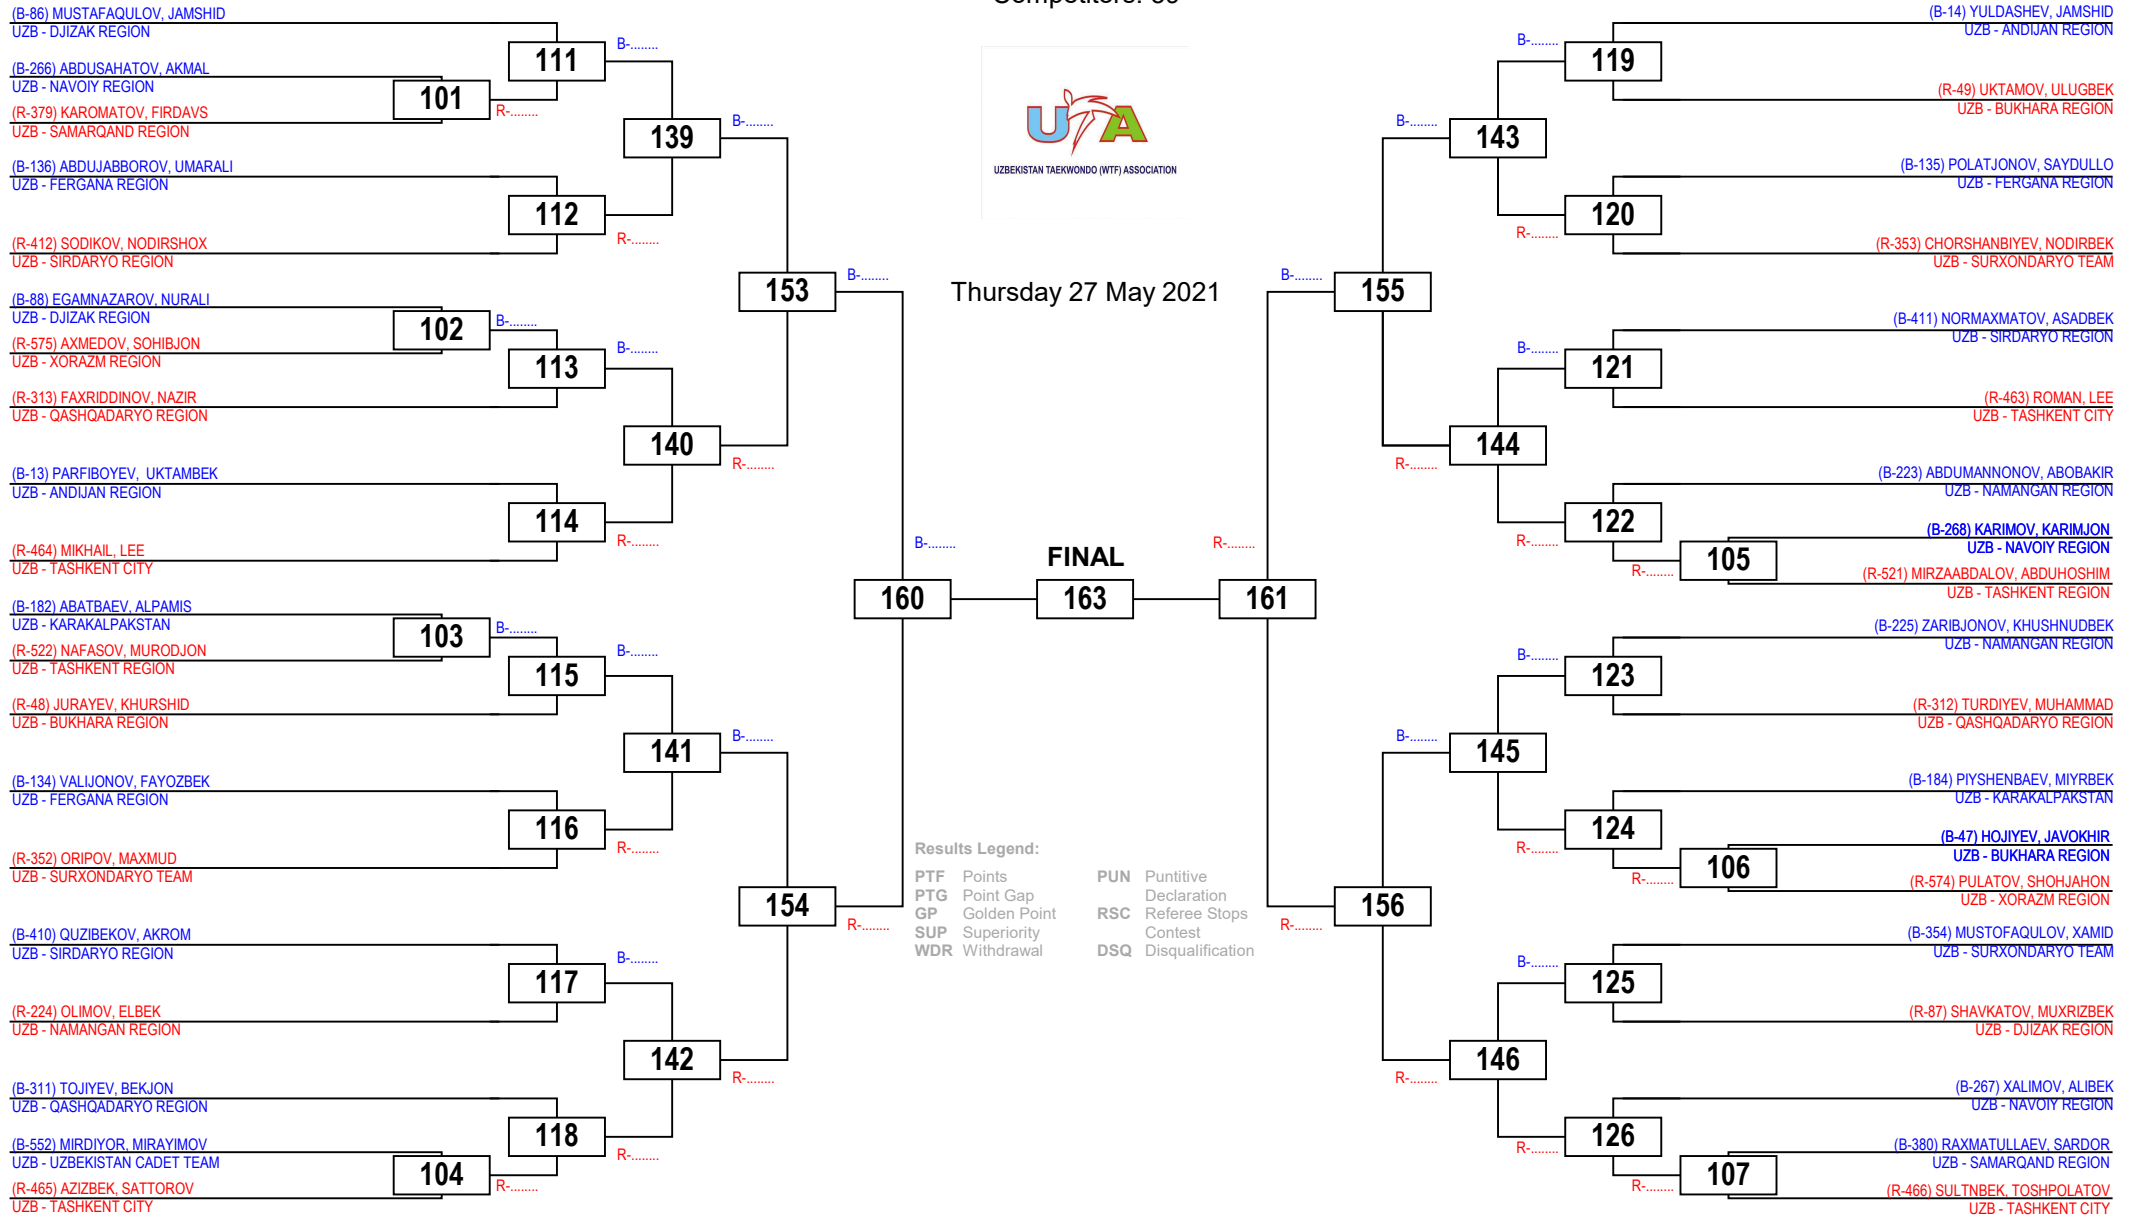 (B-86) MUSTAFAQULOV, JAMSHID
UZB - DJIZAK REGION
(B-266) ABDUSAHATOV, AKMAL
UZB - NAVOIY REGION
(R-379) KAROMATOV, FIRDAVS
UZB - SAMARQAND REGION
(B-136) ABDUJABBOROV, UMARALI
UZB - FERGANA REGION
(R-412) SODIKOV, NODIRSHOX
UZB - SIRDARYO REGION
(B-88) EGAMNAZAROV, NURALI
UZB - DJIZAK REGION
(R-575) AXMEDOV, SOHIBJON
UZB - XORAZM REGION
(R-313) FAXRIDDINOV, NAZIR
UZB - QASHQADARYO REGION
(B-13) PARFIBOYEV, UKTAMBEK
UZB - ANDIJAN REGION
(R-464) MIKHAIL, LEE
UZB - TASHKENT CITY
(B-182) ABATBAEV, ALPAMIS
UZB - KARAKALPAKSTAN
(R-522) NAFASOV, MURODJON
UZB - TASHKENT REGION
(R-48) JURAYEV, KHURSHID
UZB - BUKHARA REGION
(B-134) VALIJONOV, FAYOZBEK
UZB - FERGANA REGION
(R-352) ORIPOV, MAXMUD
UZB - SURXONDARYO TEAM
(B-410) QUZIBEKOV, AKROM
UZB - SIRDARYO REGION
(R-224) OLIMOV, ELBEK
UZB - NAMANGAN REGION
(B-311) TOJIYEV, BEKJON
UZB - QASHQADARYO REGION
(B-552) MIRDIYOR, MIRAYIMOV
UZB - UZBEKISTAN CADET TEAM
(R-465) AZIZBEK, SATTOROV
UZB - TASHKENT CITY
101
R-........
102
B-........
103
B-........
104
R-........
111
B-........
112
R-........
113
B-........
114
R-........
115
B-........
116
R-........
117
B-........
118
R-........
139
B-........
140
R-........
141
B-........
142
R-........
153
B-........
154
R-........
160
B-........
UTA
UZBEKISTAN TAEKWONDO (WTF) ASSOCIATION
Thursday 27 May 2021
FINAL
163
Results Legend:
PTF Points
PTG Point Gap
GP Golden Point
SUP Superiority
WDR Withdrawal
PUN Puntitive
Declaration
RSC Referee Stops
Contest
DSQ Disqualification
R-........
161
B-........
155
R-........
156
B-........
143
R-........
144
B-........
145
R-........
146
B-........
119
R-........
120
B-........
121
R-........
122
B-........
123
R-........
124
B-........
125
R-........
126
R-........
105
R-........
106
R-........
107
(B-14) YULDASHEV, JAMSHID
UZB - ANDIJAN REGION
(R-49) UKTAMOV, ULUGBEK
UZB - BUKHARA REGION
(B-135) POLATJONOV, SAYDULLO
UZB - FERGANA REGION
(R-353) CHORSHANBIYEV, NODIRBEK
UZB - SURXONDARYO TEAM
(B-411) NORMAXMATOV, ASADBEK
UZB - SIRDARYO REGION
(R-463) ROMAN, LEE
UZB - TASHKENT CITY
(B-223) ABDUMANNONOV, ABOBAKIR
UZB - NAMANGAN REGION
(B-268) KARIMOV, KARIMJON
UZB - NAVOIY REGION
(R-521) MIRZAABDALOV, ABDUHOSHIM
UZB - TASHKENT REGION
(B-225) ZARIBJONOV, KHUSHNUDBEK
UZB - NAMANGAN REGION
(R-312) TURDIYEV, MUHAMMAD
UZB - QASHQADARYO REGION
(B-184) PIYSHENBAEV, MIYRBEK
UZB - KARAKALPAKSTAN
(B-47) HOJIYEV, JAVOKHIR
UZB - BUKHARA REGION
(R-574) PULATOV, SHOHJAHON
UZB - XORAZM REGION
(B-354) MUSTOFAQULOV, XAMID
UZB - SURXONDARYO TEAM
(R-87) SHAVKATOV, MUXRIZBEK
UZB - DJIZAK REGION
(B-267) XALIMOV, ALIBEK
UZB - NAVOIY REGION
(B-380) RAXMATULLAEV, SARDOR
UZB - SAMARQAND REGION
(R-466) SULTNBEK, TOSHPOLATOV
UZB - TASHKENT CITY